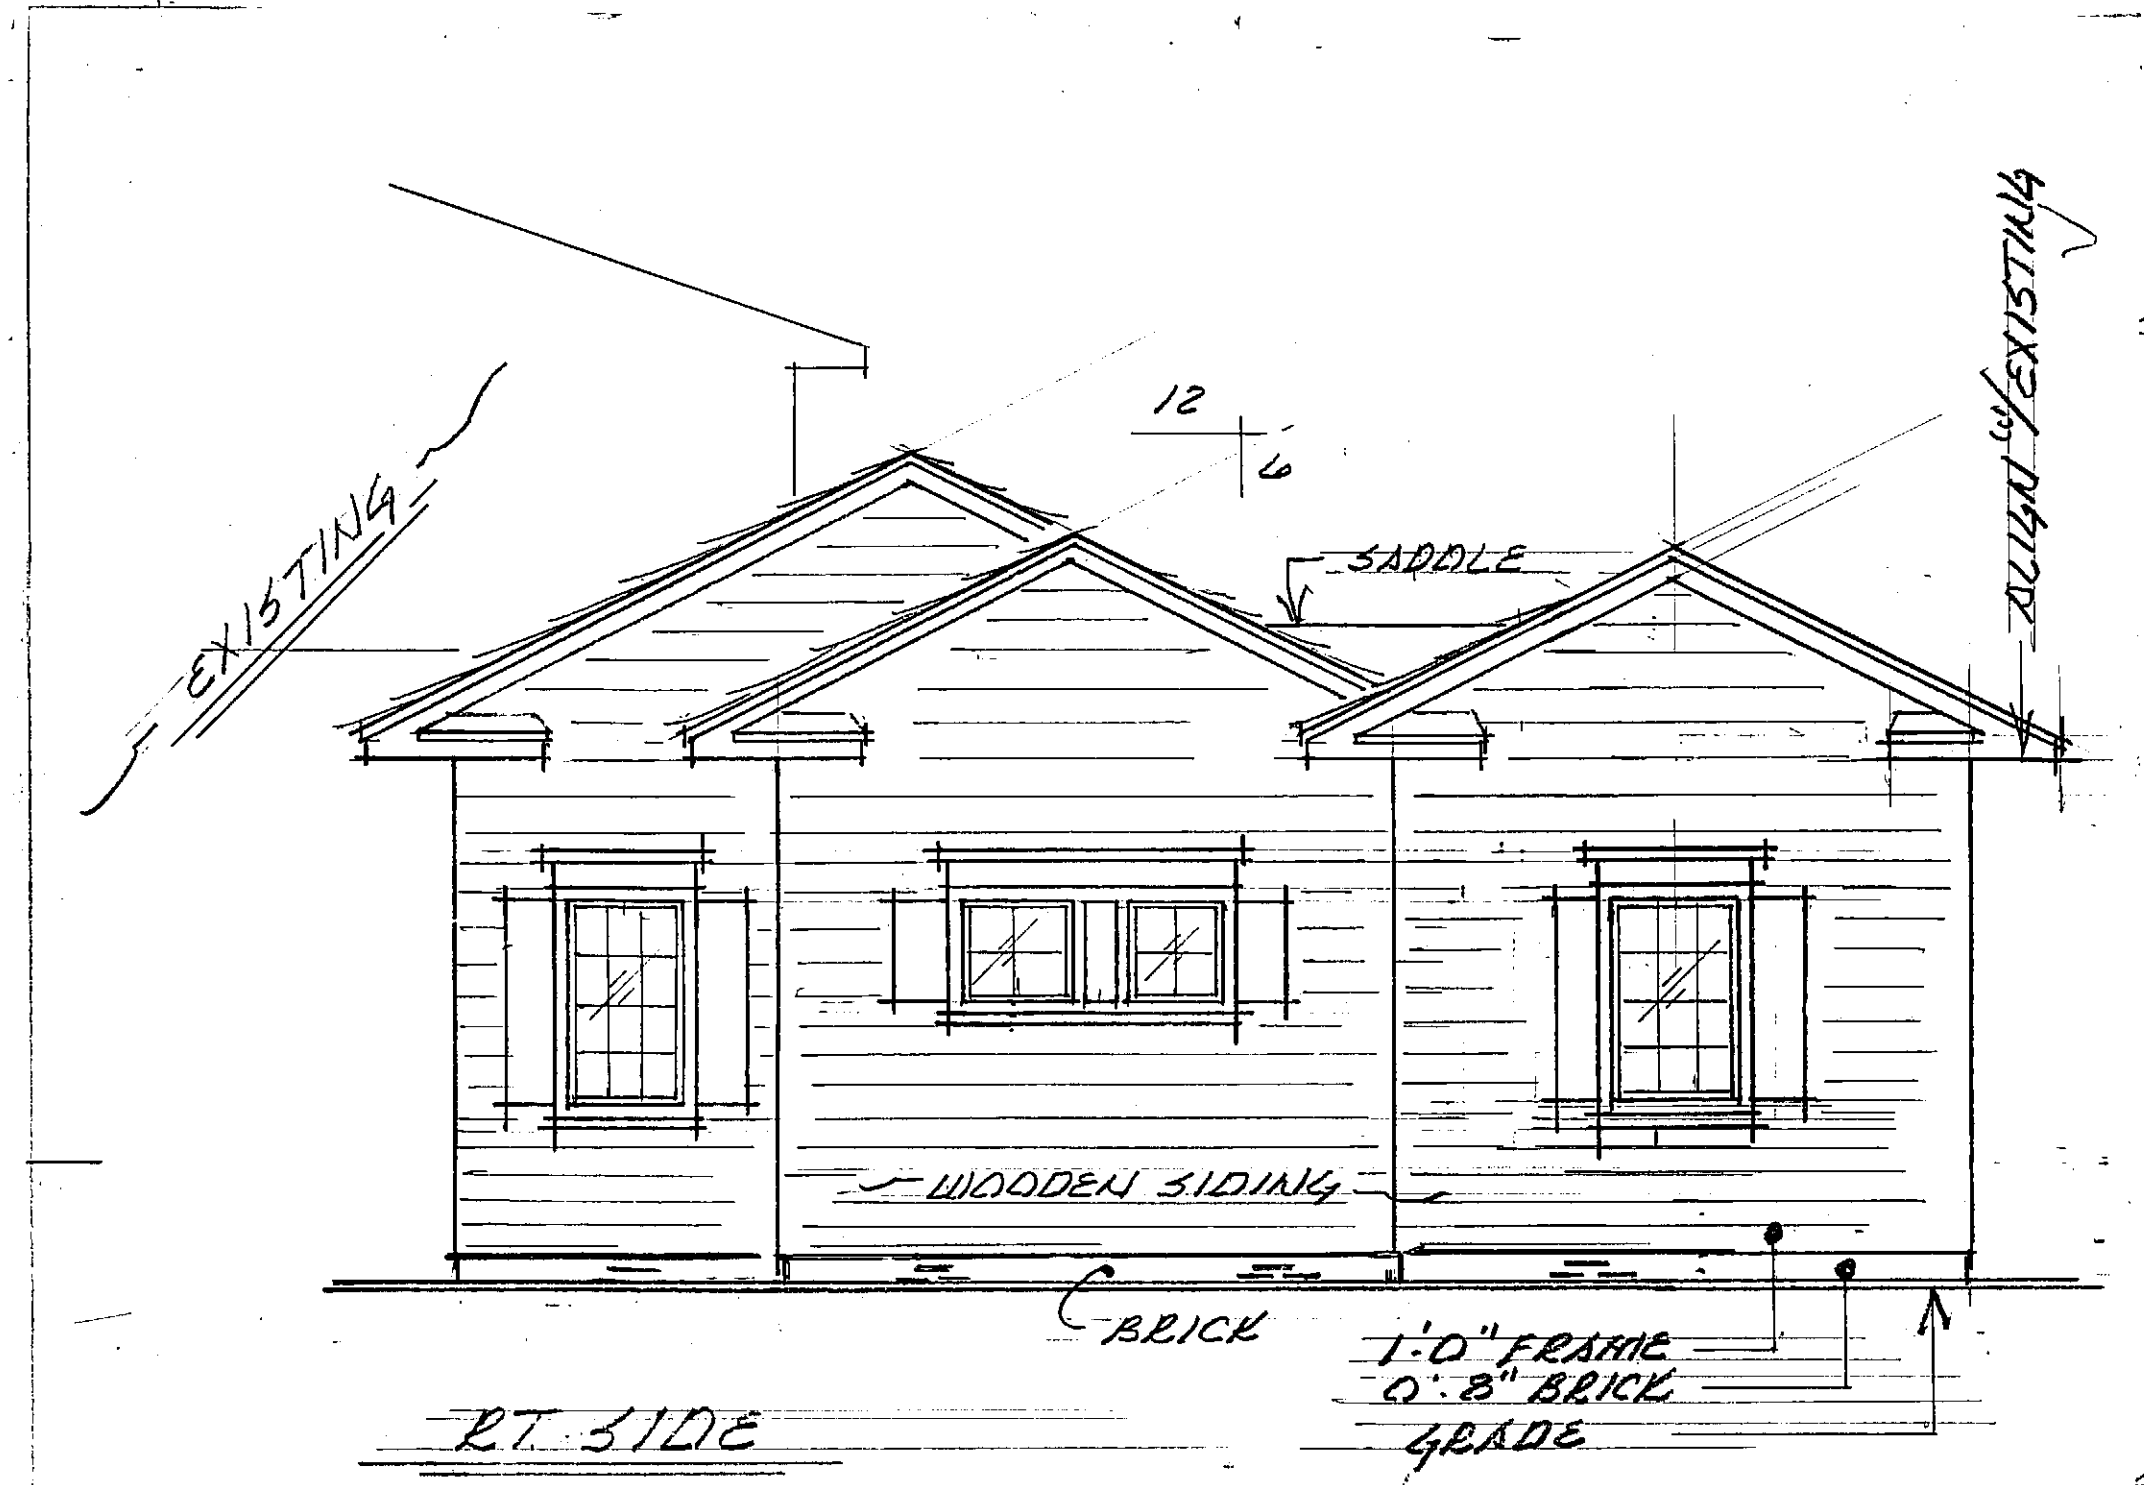 ALIGN W/EXISTING
12
6
SADDLE
EXISTING
WOODEN SIDING
BRICK
1'-0" FRAME
0'-8" BRICK
GRADE
RT. SIDE